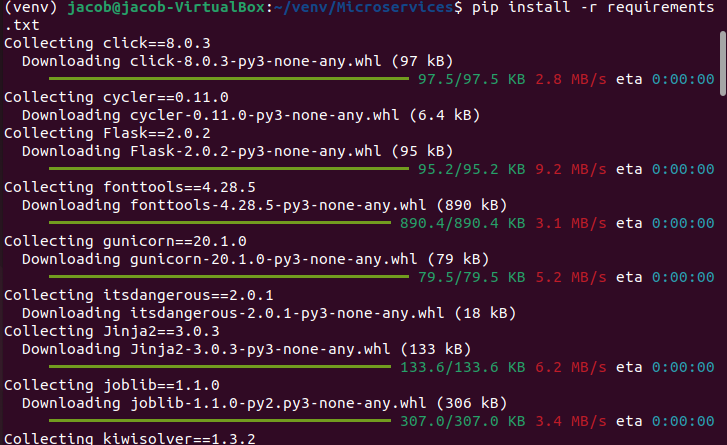 (venv) jacob@jacob-VirtualBox:~/venv/Microservices$ pip install -r requirements
.txt
Collecting click==8.0.3
  Downloading click-8.0.3-py3-none-any.whl (97 kB)
97.5/97.5 KB 2.8 MB/s eta 0:00:00
Collecting cycler==0.11.0
  Downloading cycler-0.11.0-py3-none-any.whl (6.4 kB)
Collecting Flask==2.0.2
  Downloading Flask-2.0.2-py3-none-any.whl (95 kB)
95.2/95.2 KB 9.2 MB/s eta 0:00:00
Collecting fonttools==4.28.5
  Downloading fonttools-4.28.5-py3-none-any.whl (890 kB)
890.4/890.4 KB 3.1 MB/s eta 0:00:00
Collecting gunicorn==20.1.0
  Downloading gunicorn-20.1.0-py3-none-any.whl (79 kB)
79.5/79.5 KB 5.2 MB/s eta 0:00:00
Collecting itsdangerous==2.0.1
  Downloading itsdangerous-2.0.1-py3-none-any.whl (18 kB)
Collecting Jinja2==3.0.3
  Downloading Jinja2-3.0.3-py3-none-any.whl (133 kB)
133.6/133.6 KB 6.2 MB/s eta 0:00:00
Collecting joblib==1.1.0
  Downloading joblib-1.1.0-py2.py3-none-any.whl (306 kB)
307.0/307.0 KB 3.4 MB/s eta 0:00:00
Collecting kiwisolver==1.3.2